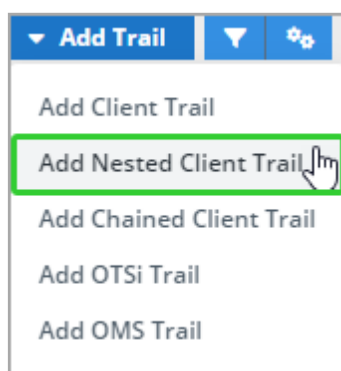 Add Trail
Add Client Trail
Add Nested Client Trail
Add Chained Client Trail
Add OTSi Trail
Add OMS Trail